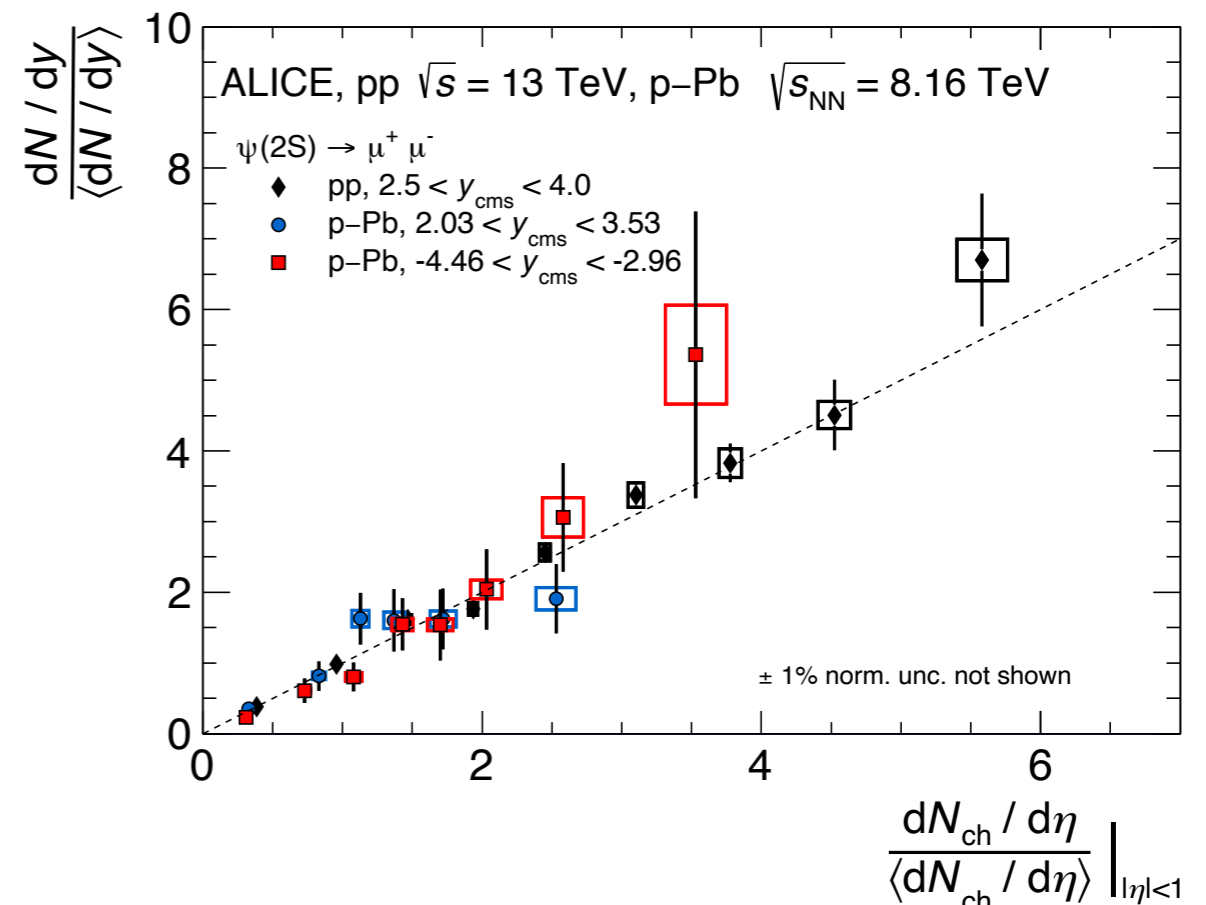 dN / dy
⟨dN / dy⟩
10
8
6
4
2
0
ALICE, pp √s = 13 TeV, p−Pb √sNN = 8.16 TeV
ψ(2S) → μ+ μ-
pp, 2.5 < ycms < 4.0
p−Pb, 2.03 < ycms < 3.53
p−Pb, -4.46 < ycms < -2.96
± 1% norm. unc. not shown
0 2 4 6
dNch / dη
⟨dNch / dη⟩ |η|<1